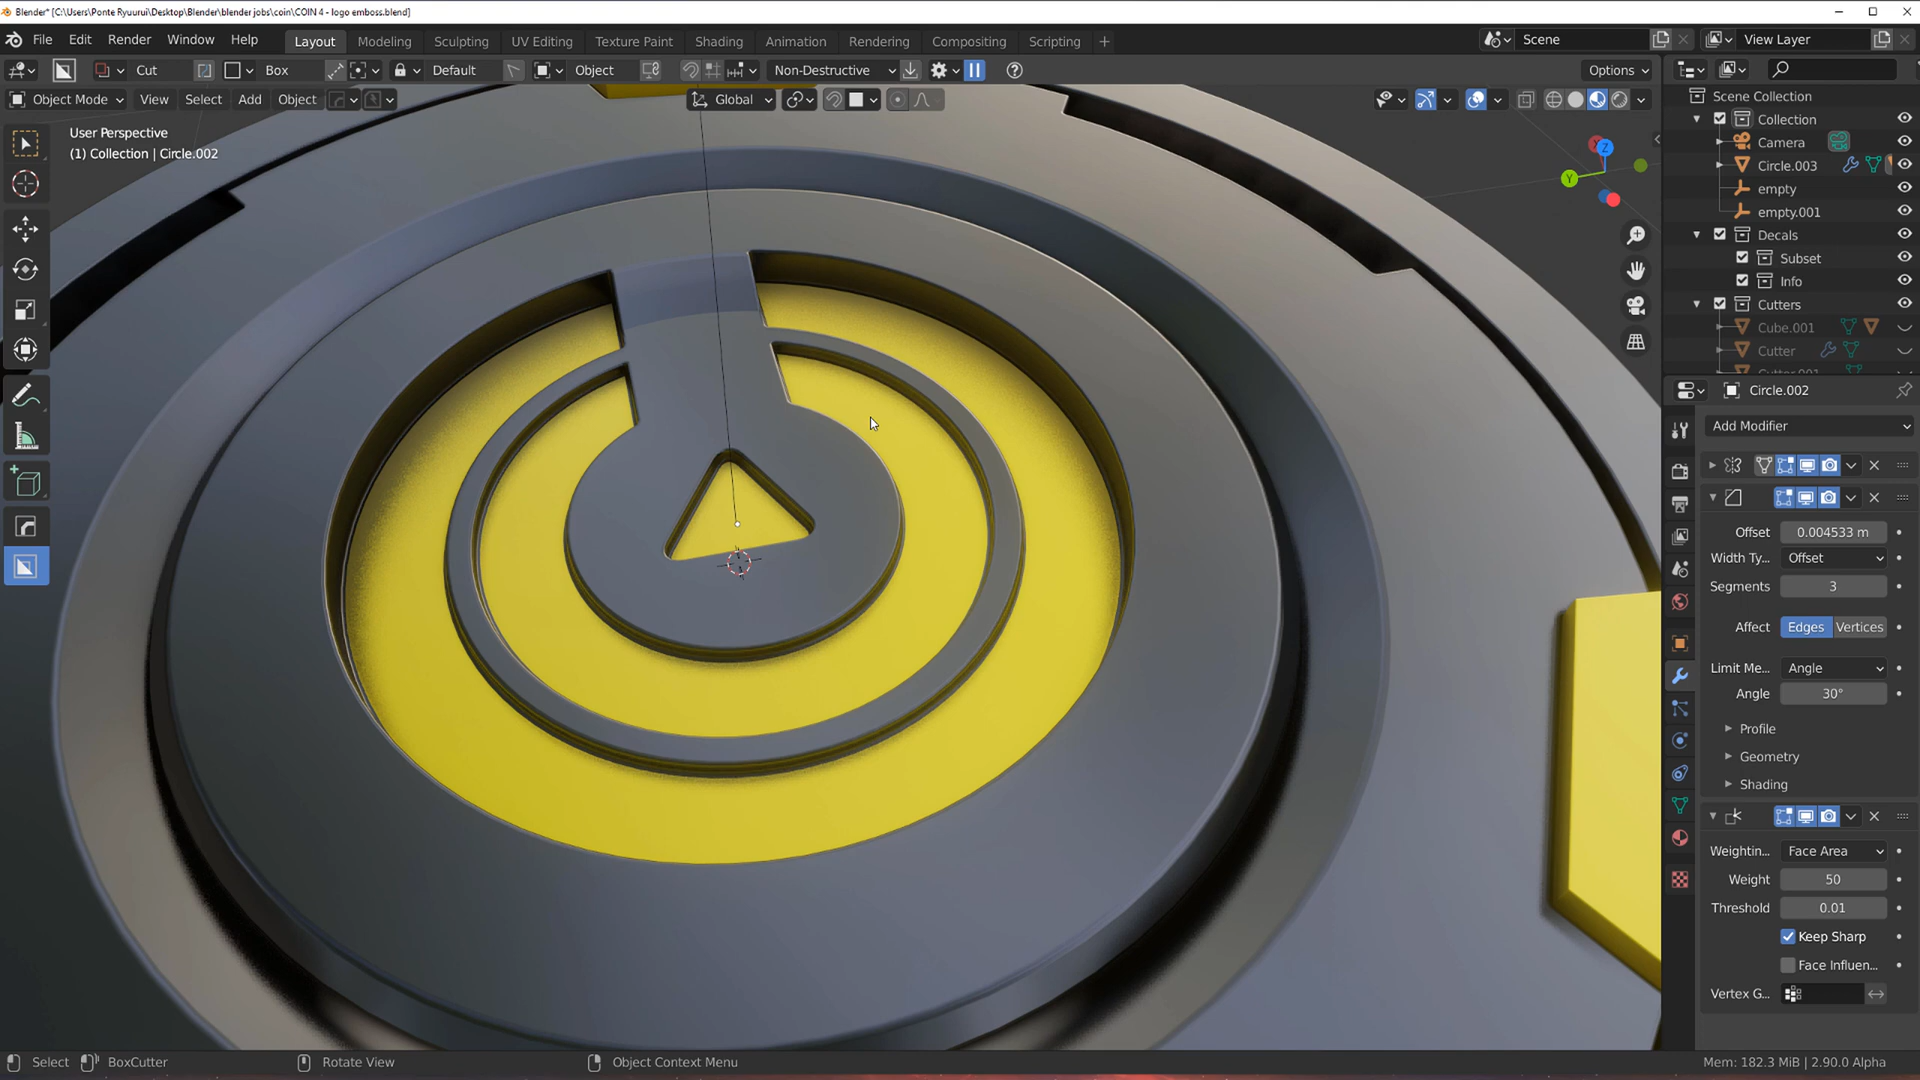 Blender* [C:\Users\Ponte Ryuurui\Desktop\Blender\blender jobs\coin\COIN 4 - logo emboss.blend]
File Edit Render Window Help Layout Modeling Sculpting UV Editing Texture Paint Shading Animation Rendering Compositing Scripting + Scene View Layer
Cut Box Default Object Non-Destructive Options
Object Mode View Select Add Object Global
User Perspective
(1) Collection | Circle.002
Z
Y
Scene Collection
Collection
Camera
Circle.003
empty
empty.001
Decals
Subset
Info
Cutters
Cube.001
Cutter
Circle.002
Add Modifier
Offset 0.004533 m
Width Ty... Offset
Segments 3
Affect Edges Vertices
Limit Me... Angle
Angle 30°
Profile
Geometry
Shading
Weightin... Face Area
Weight 50
Threshold 0.01
Keep Sharp
Face Influen...
Vertex G...
Select BoxCutter Rotate View Object Context Menu Mem: 182.3 MiB | 2.90.0 Alpha